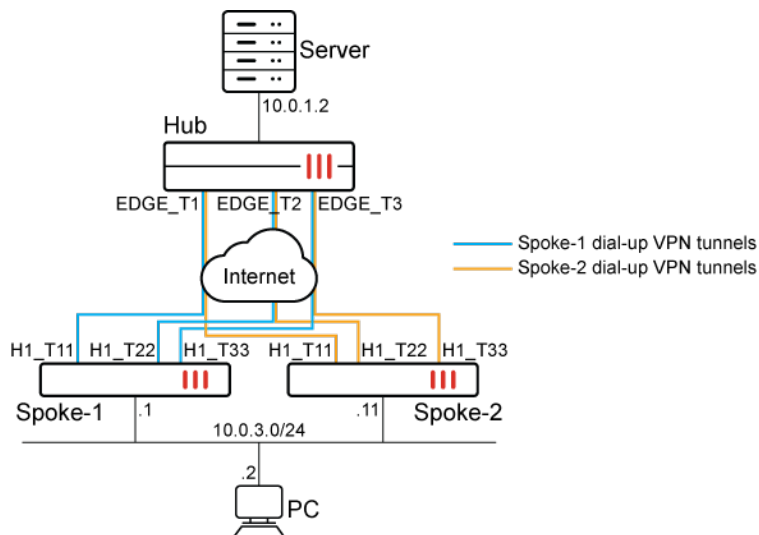 Server
10.0.1.2
Hub
EDGE_T1
EDGE_T2
EDGE_T3
Spoke-1 dial-up VPN tunnels
Spoke-2 dial-up VPN tunnels
Internet
H1_T11
H1_T22
H1_T33
H1_T11
H1_T22
H1_T33
Spoke-1
.1
.11
Spoke-2
10.0.3.0/24
.2
PC